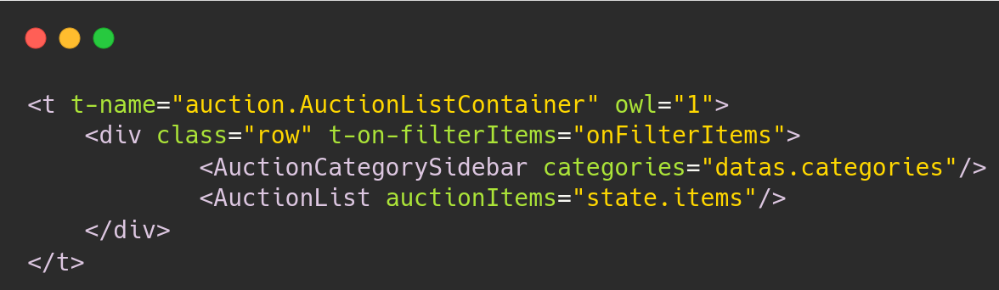 <t t-name="auction.AuctionListContainer" owl="1">
    <div class="row" t-on-filterItems="onFilterItems">
            <AuctionCategorySidebar categories="datas.categories"/>
            <AuctionList auctionItems="state.items"/>
    </div>
</t>